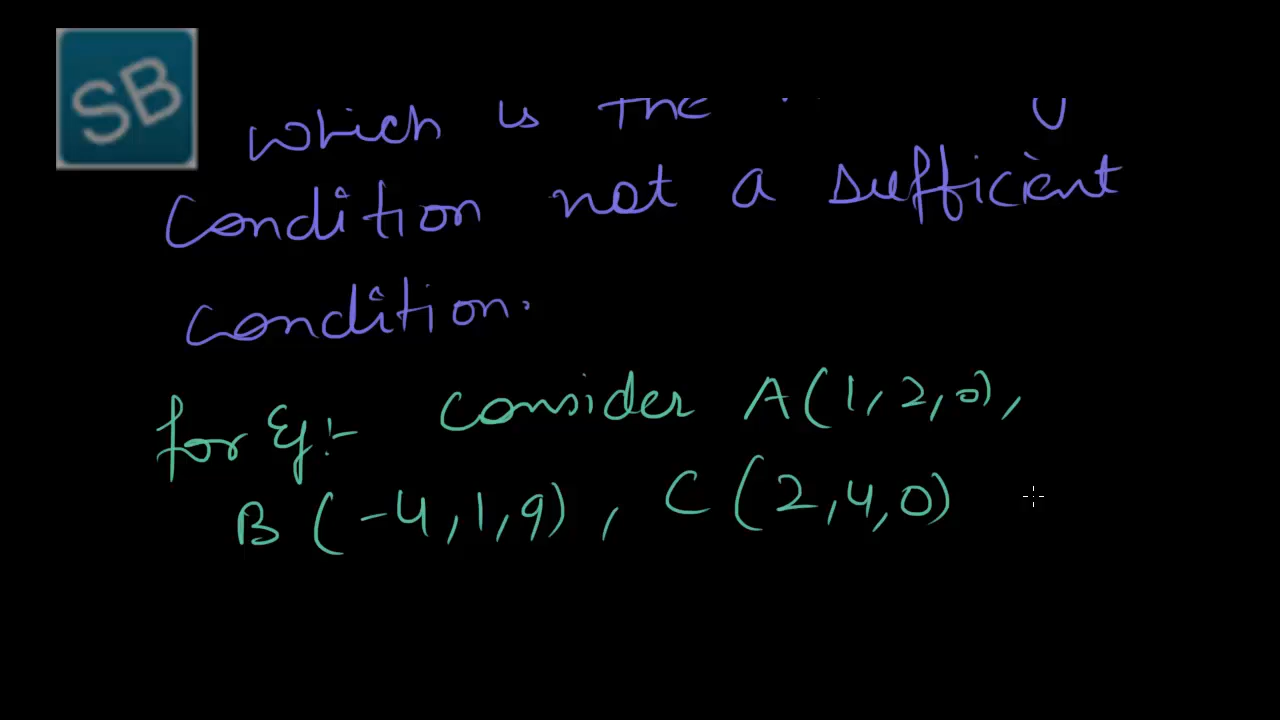 SB
which is The
condition not a sufficient
condition.
for Eg:- consider A(1,2,0),
B(-4,1,9), C(2,4,0)